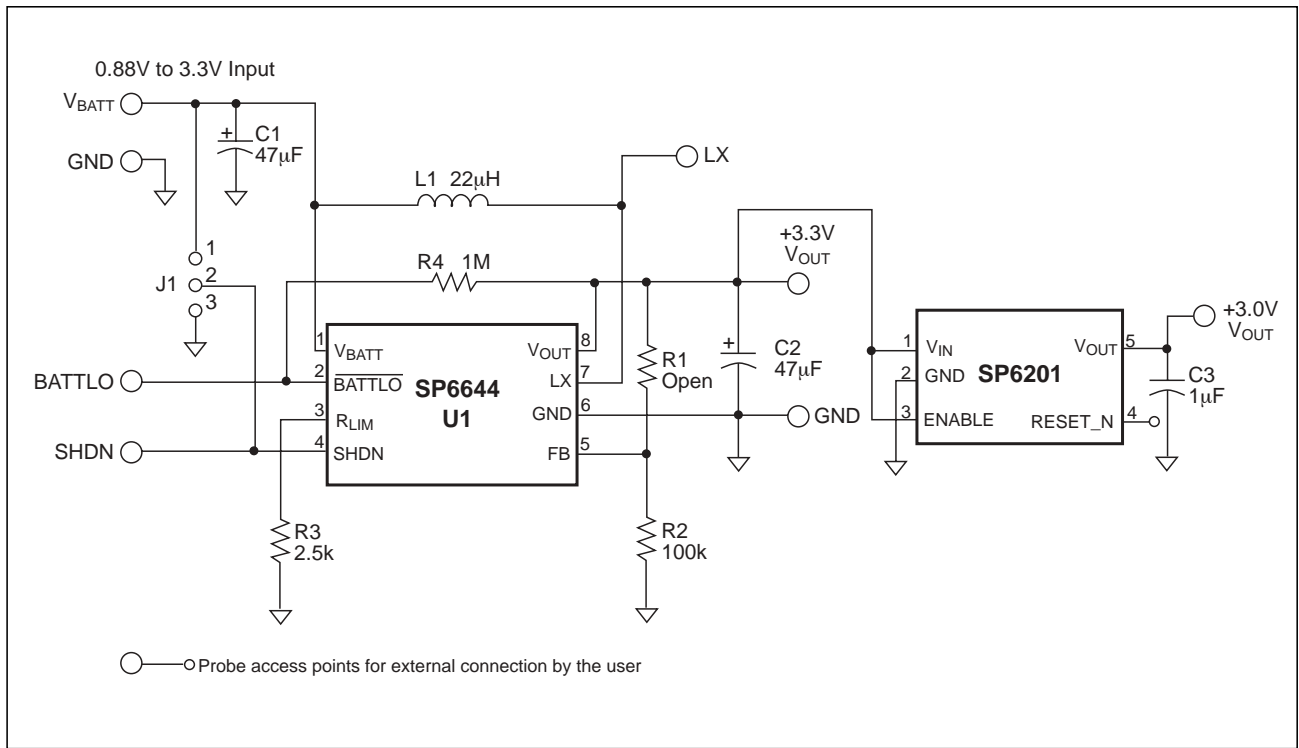 0.88V to 3.3V Input
VBATT
GND
+ C1
47μF
LX
L1 22μH
+3.3V
VOUT
1
J1 2
3
R4 1M
+3.0V
VOUT
1 VBATT
VOUT 8
BATTLO
2 BATTLO
SP6644
U1
LX 7
3 RLIM
GND 6
SHDN
4 SHDN
FB 5
R1
Open
+ C2
47μF
GND
1 VIN
VOUT 5
2 GND
SP6201
3 ENABLE
RESET_N 4
C3
1μF
R3
2.5k
R2
100k
Probe access points for external connection by the user